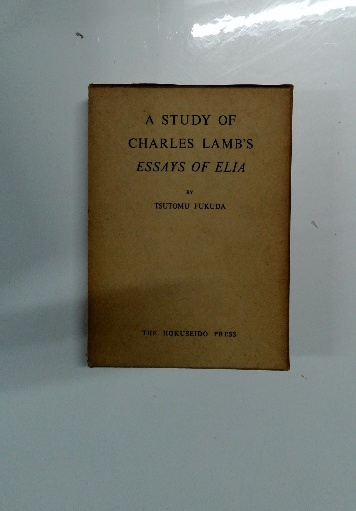 A STUDY OF
CHARLES LAMB'S
ESSAYS OF ELIA
BY
TSUTOMU FUKUDA
THE HOKUSEIDO PRESS